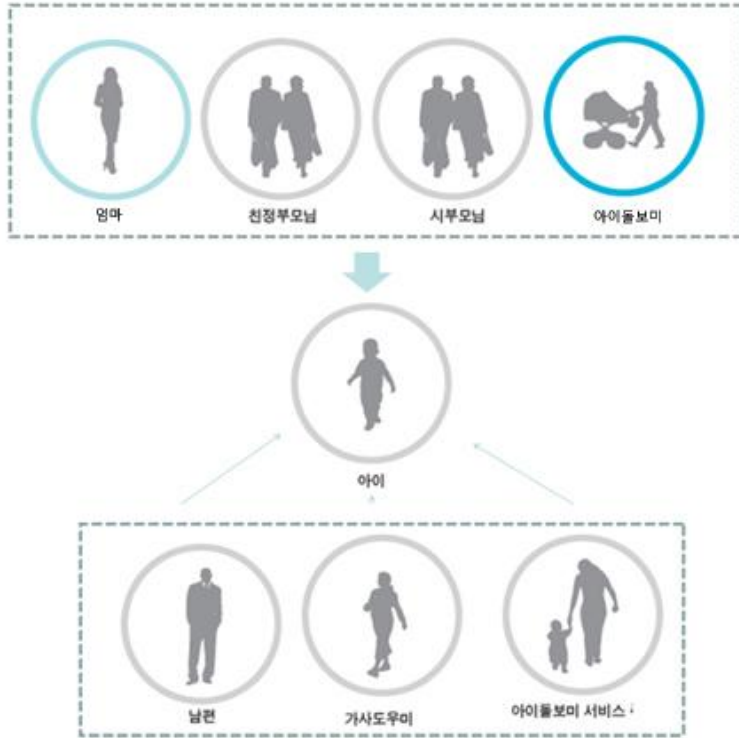 엄마
친정부모님
시부모님
아이돌보미
아이
남편
가사도우미
아이돌보미 서비스